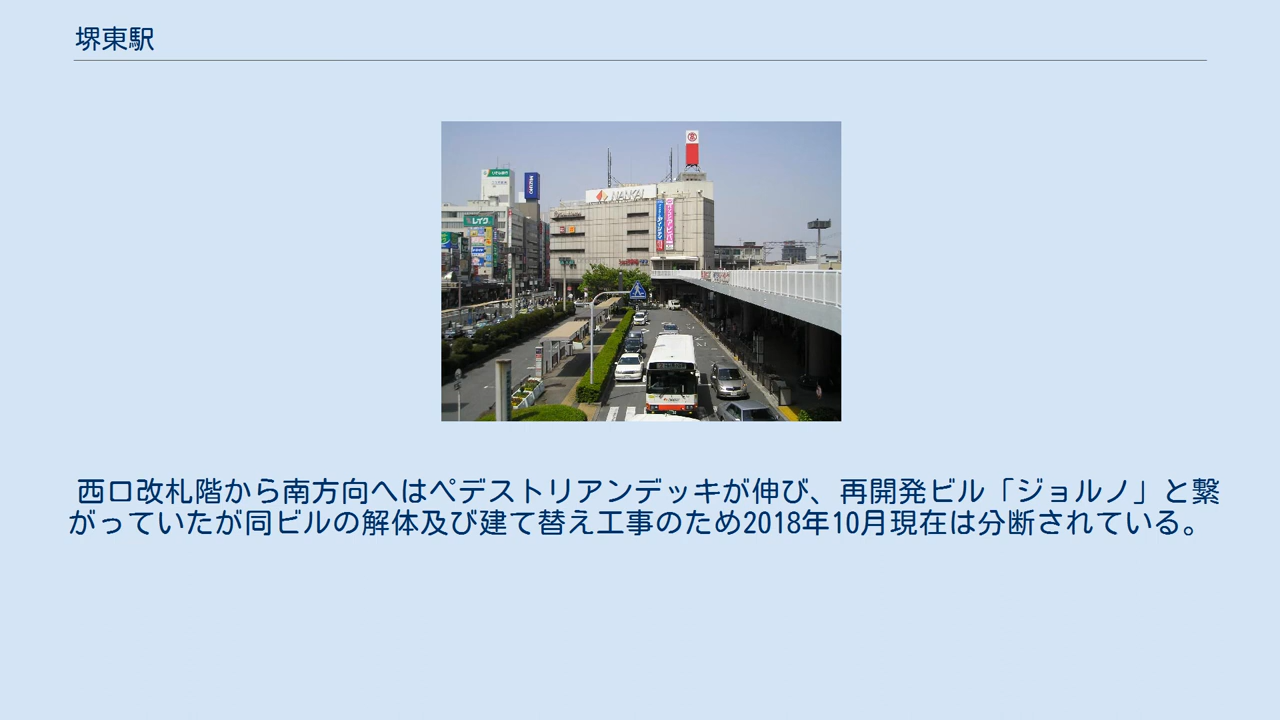 堺東駅
NANKAI
レイク
西口改札階から南方向へはペデストリアンデッキが伸び、再開発ビル「ジョルノ」と繋
がっていたが同ビルの解体及び建て替え工事のため2018年10月現在は分断されている。